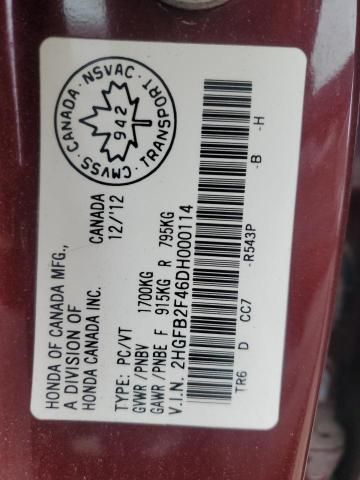 HONDA OF CANADA MFG.,
A DIVISION OF
HONDA CANADA INC.
CANADA
12/'12
TYPE: PC/VT
GVWR/PNBV 1700KG
GAWR/PNBE F 915KG R 795KG
V.I.N. 2HGFB2F46DH000114
TR6 D CC7 -R543P -B -H
CMVSS · CANADA · NSVAC · TRANSPORT
942